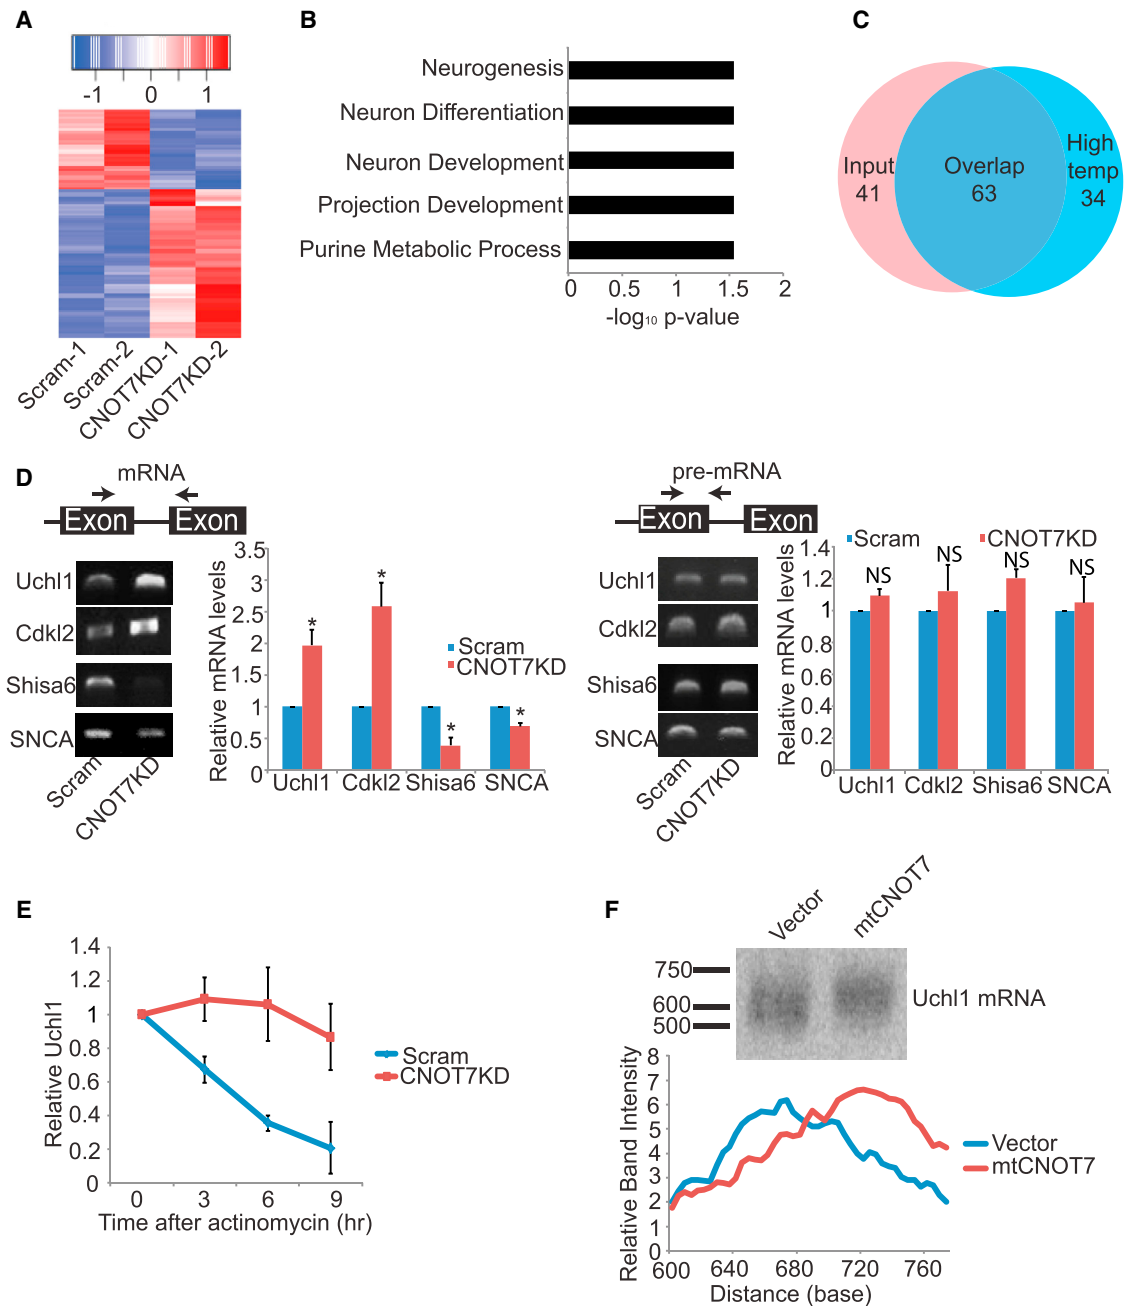 A
-1 0 1
Scram-1
Scram-2
CNOT7KD-1
CNOT7KD-2
B
Neurogenesis
Neuron Differentiation
Neuron Development
Projection Development
Purine Metabolic Process
0 0.5 1 1.5 2
-log₁₀ p-value
C
Input
41
Overlap
63
High
temp
34
D
mRNA
Exon Exon
Uchl1
Cdkl2
Shisa6
SNCA
Scram
CNOT7KD
Relative mRNA levels
3.5
3
2.5
2
1.5
1
0.5
0
* * * *
Scram
CNOT7KD
Uchl1 Cdkl2 Shisa6 SNCA
pre-mRNA
Exon Exon
Uchl1
Cdkl2
Shisa6
SNCA
Scram
CNOT7KD
Relative mRNA levels
1.4
1.2
1
0.8
0.6
0.4
0.2
0
Scram CNOT7KD
NS NS NS NS
Uchl1 Cdkl2 Shisa6 SNCA
E
Relative Uchl1
1.4
1.2
1
0.8
0.6
0.4
0.2
0
0 3 6 9
Time after actinomycin (hr)
Scram
CNOT7KD
F
Vector
mtCNOT7
750
600
500
Uchl1 mRNA
Relative Band Intensity
8
7
6
5
4
3
2
1
0
600 640 680 720 760
Distance (base)
Vector
mtCNOT7